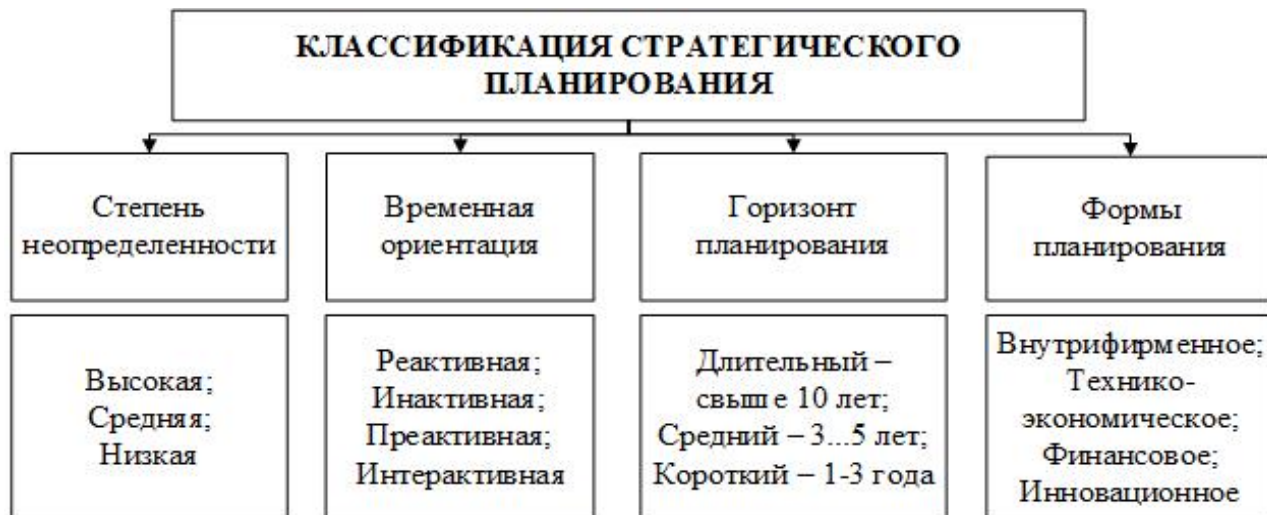 КЛАССИФИКАЦИЯ СТРАТЕГИЧЕСКОГО
ПЛАНИРОВАНИЯ
Степень
неопределенности
Высокая;
Средняя;
Низкая
Временная
ориентация
Реактивная;
Инактивная;
Преактивная;
Интерактивная
Горизонт
планирования
Длительный –
свыше 10 лет;
Средний – 3...5 лет;
Короткий – 1-3 года
Формы
планирования
Внутрифирменное;
Технико-
экономическое;
Финансовое;
Инновационное